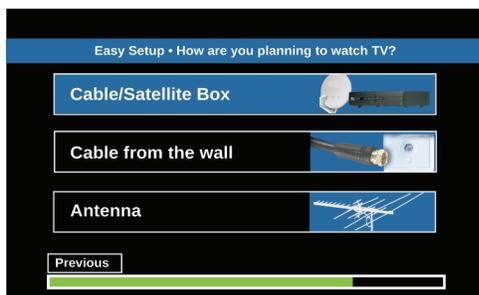 Easy Setup • How are you planning to watch TV?
Cable/Satellite Box
Cable from the wall
Antenna
Previous